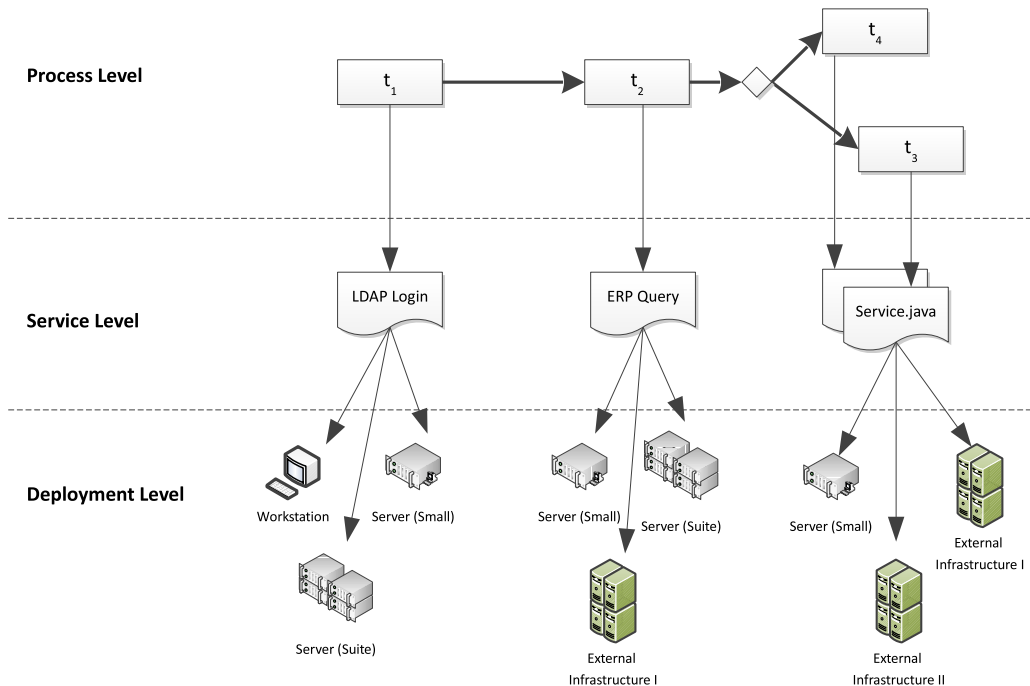 Process Level
t1
t2
t4
t3
Service Level
LDAP Login
ERP Query
Service.java
Deployment Level
Workstation
Server (Small)
Server (Suite)
Server (Small)
Server (Suite)
External
Infrastructure I
Server (Small)
External
Infrastructure I
External
Infrastructure II